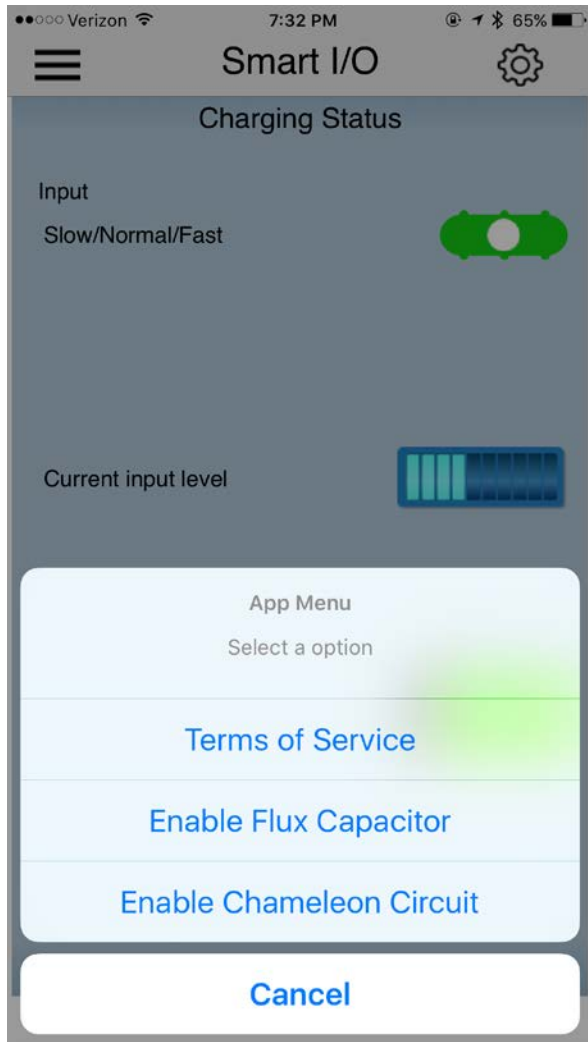 Verizon 7:32 PM 65%
Smart I/O
Charging Status
Input
Slow/Normal/Fast
Current input level
App Menu
Select a option
Terms of Service
Enable Flux Capacitor
Enable Chameleon Circuit
Cancel